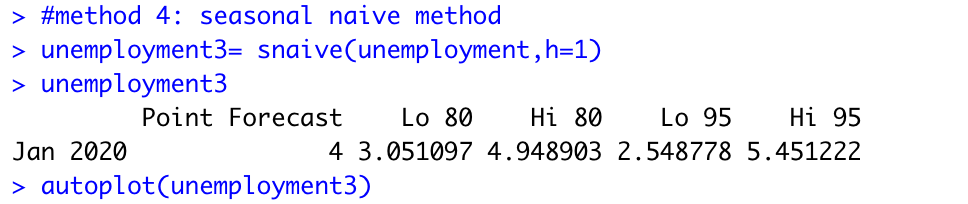 > #method 4: seasonal naive method
> unemployment3= snaive(unemployment,h=1)
> unemployment3
         Point Forecast    Lo 80    Hi 80    Lo 95    Hi 95
Jan 2020              4 3.051097 4.948903 2.548778 5.451222
> autoplot(unemployment3)